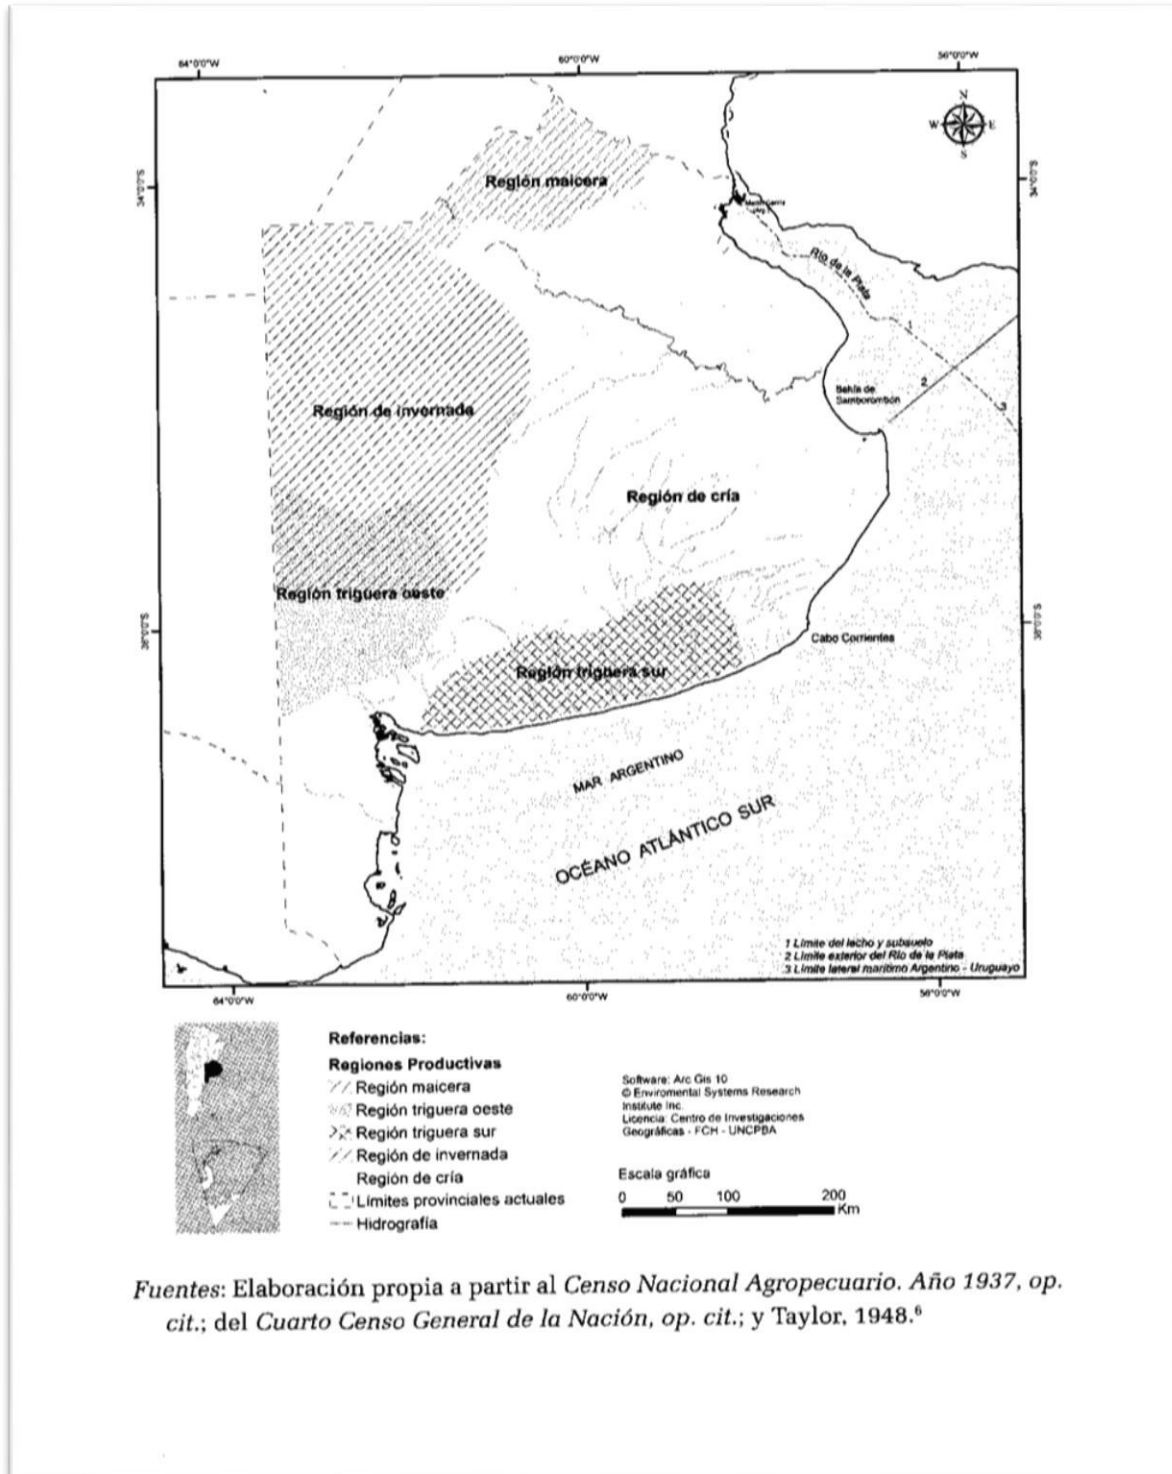 64°0'0"W
60°0'0"W
56°0'0"W
N
W
E
S
34°0'0"S
34°0'0"S
Región maicera
Río de la Plata
1
2
3
Bahía de
Samborombón
Región de invernada
Región de cría
Región triguera oeste
38°0'0"S
38°0'0"S
Cabo Corrientes
Región triguera sur
MAR ARGENTINO
OCÉANO ATLÁNTICO SUR
1 Límite del lecho y subsuelo
2 Límite exterior del Río de la Plata
3 Límite lateral marítimo Argentino - Uruguayo
64°0'0"W
60°0'0"W
56°0'0"W
Referencias:
Regiones Productivas
Región maicera
Región triguera oeste
Región triguera sur
Región de invernada
Región de cría
Límites provinciales actuales
Hidrografía
Software: Arc Gis 10
© Enviromental Systems Research
Institute Inc.
Licencia: Centro de Investigaciones
Geográficas - FCH - UNCPBA
Escala gráfica
0 50 100 200
Km
Fuentes: Elaboración propia a partir al Censo Nacional Agropecuario. Año 1937, op.
cit.; del Cuarto Censo General de la Nación, op. cit.; y Taylor, 1948.⁶